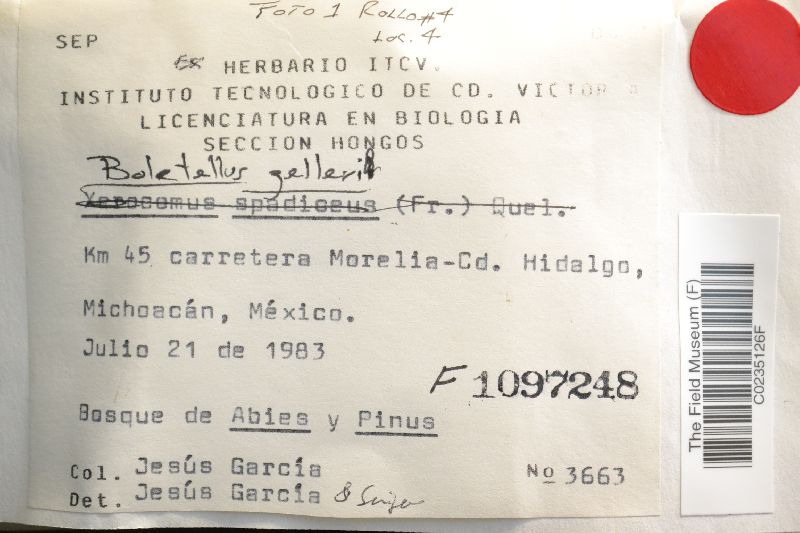 FOTO 1 ROLLO #4
LOC. 4
SEP
Ex HERBARIO ITCV.
INSTITUTO TECNOLOGICO DE CD. VICTORIA
LICENCIATURA EN BIOLOGIA
SECCION HONGOS
Boletellus
Xerocomus spadiceus (Fr.) Quel.
Km 45 carretera Morelia-Cd. Hidalgo,
Michoacán, México.
Julio 21 de 1983
F 1097248
Bosque de Abies y Pinus
Col. Jesús García
No 3663
Det. Jesús García &
The Field Museum (F)
C0235126F